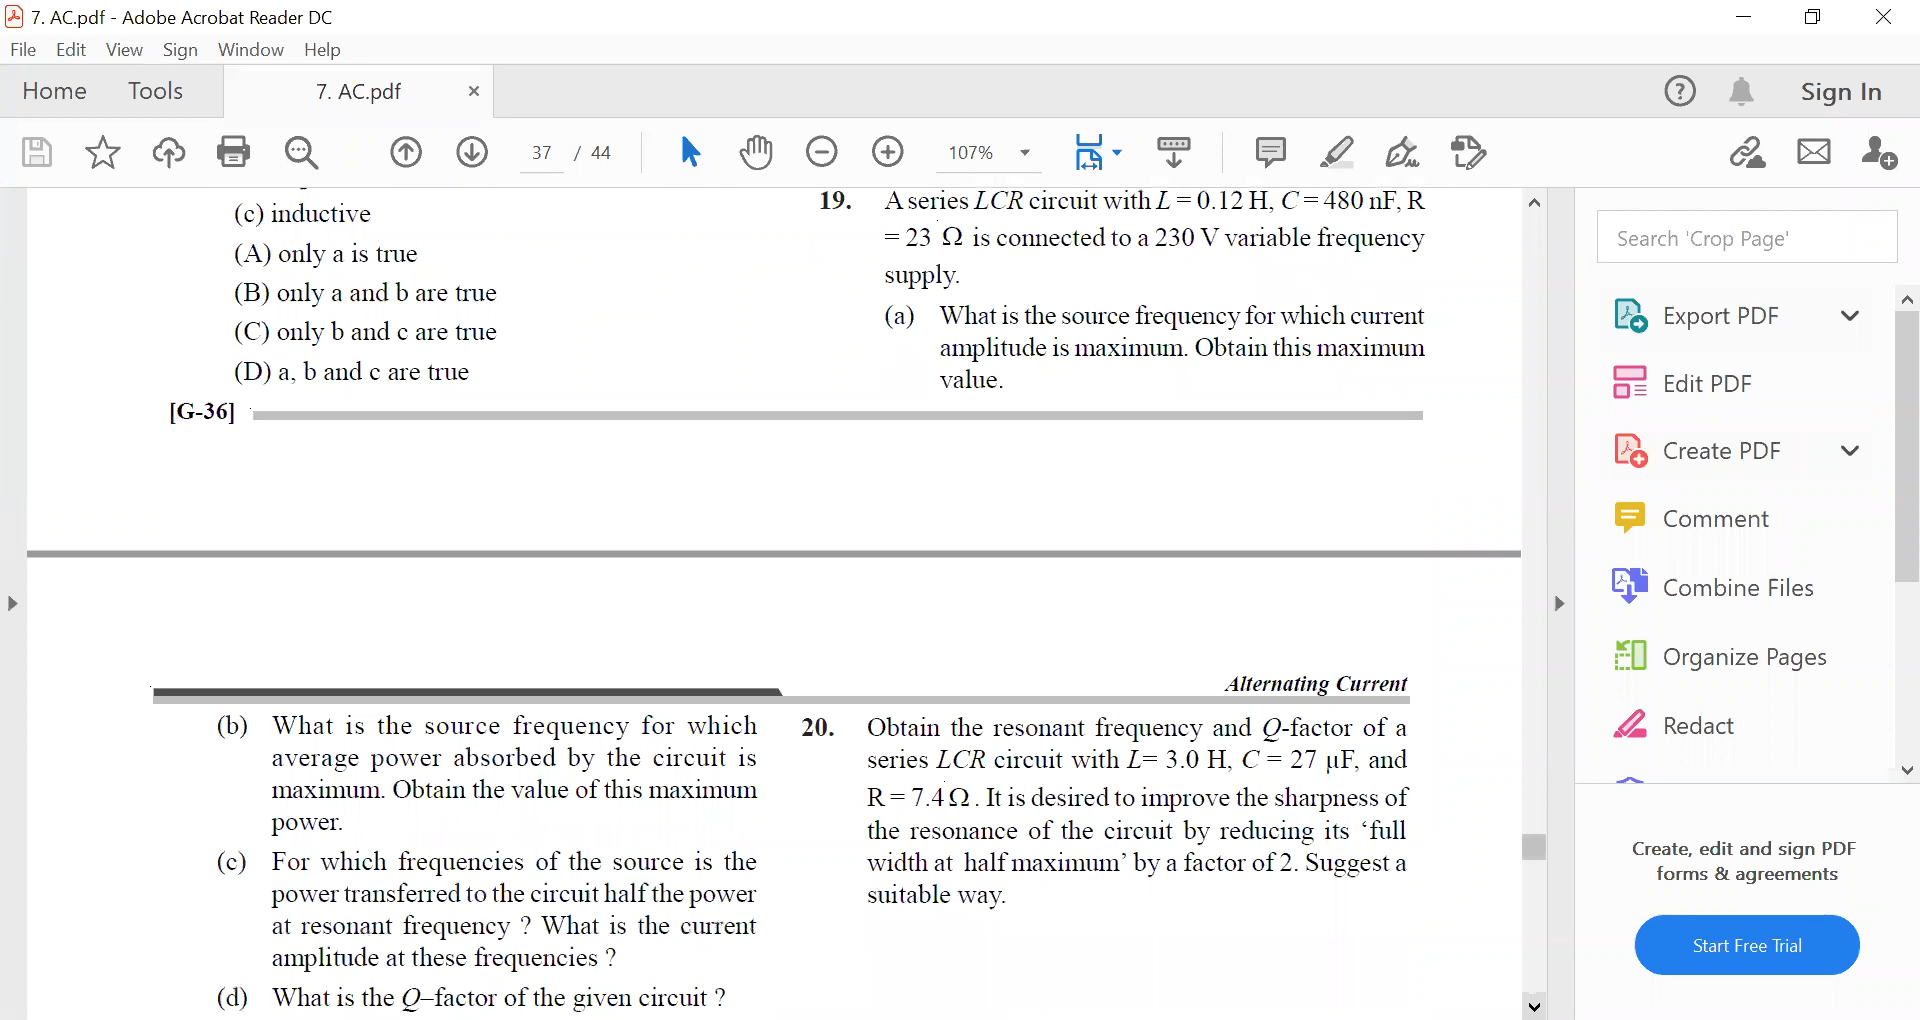 7. AC.pdf - Adobe Acrobat Reader DC
File Edit View Sign Window Help
Home Tools 7. AC.pdf × Sign In
37 / 44 107%
(c) inductive
(A) only a is true
(B) only a and b are true
(C) only b and c are true
(D) a, b and c are true
[G-36]
19. A series LCR circuit with L = 0.12 H, C = 480 nF, R
= 23 Ω is connected to a 230 V variable frequency
supply.
(a) What is the source frequency for which current
amplitude is maximum. Obtain this maximum
value.
Alternating Current
(b) What is the source frequency for which
average power absorbed by the circuit is
maximum. Obtain the value of this maximum
power.
(c) For which frequencies of the source is the
power transferred to the circuit half the power
at resonant frequency ? What is the current
amplitude at these frequencies ?
(d) What is the Q–factor of the given circuit ?
20. Obtain the resonant frequency and Q-factor of a
series LCR circuit with L= 3.0 H, C = 27 μF, and
R = 7.4 Ω . It is desired to improve the sharpness of
the resonance of the circuit by reducing its ‘full
width at half maximum’ by a factor of 2. Suggest a
suitable way.
Search 'Crop Page'
Export PDF
Edit PDF
Create PDF
Comment
Combine Files
Organize Pages
Redact
Create, edit and sign PDF
forms & agreements
Start Free Trial